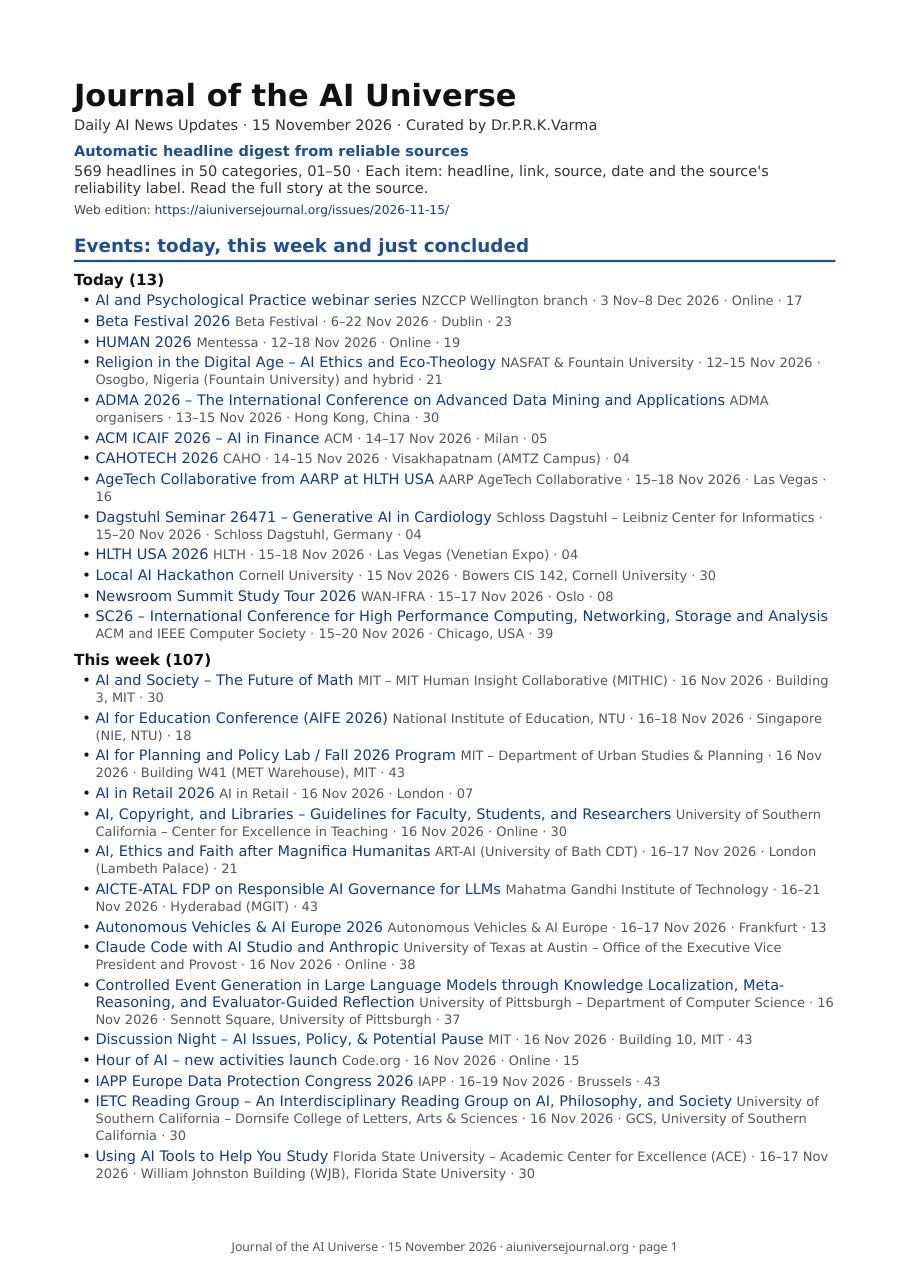 Journal of the AI Universe
Daily AI News Updates · 15 November 2026 · Curated by Dr.P.R.K.Varma
Automatic headline digest from reliable sources
569 headlines in 50 categories, 01–50 · Each item: headline, link, source, date and the source's
reliability label. Read the full story at the source.
Web edition: https://aiuniversejournal.org/issues/2026-11-15/
Events: today, this week and just concluded
Today (13)
• AI and Psychological Practice webinar series NZCCP Wellington branch · 3 Nov–8 Dec 2026 · Online · 17
• Beta Festival 2026 Beta Festival · 6–22 Nov 2026 · Dublin · 23
• HUMAN 2026 Mentessa · 12–18 Nov 2026 · Online · 19
• Religion in the Digital Age – AI Ethics and Eco-Theology NASFAT & Fountain University · 12–15 Nov 2026 ·
Osogbo, Nigeria (Fountain University) and hybrid · 21
• ADMA 2026 – The International Conference on Advanced Data Mining and Applications ADMA
organisers · 13–15 Nov 2026 · Hong Kong, China · 30
• ACM ICAIF 2026 – AI in Finance ACM · 14–17 Nov 2026 · Milan · 05
• CAHOTECH 2026 CAHO · 14–15 Nov 2026 · Visakhapatnam (AMTZ Campus) · 04
• AgeTech Collaborative from AARP at HLTH USA AARP AgeTech Collaborative · 15–18 Nov 2026 · Las Vegas ·
16
• Dagstuhl Seminar 26471 – Generative AI in Cardiology Schloss Dagstuhl – Leibniz Center for Informatics ·
15–20 Nov 2026 · Schloss Dagstuhl, Germany · 04
• HLTH USA 2026 HLTH · 15–18 Nov 2026 · Las Vegas (Venetian Expo) · 04
• Local AI Hackathon Cornell University · 15 Nov 2026 · Bowers CIS 142, Cornell University · 30
• Newsroom Summit Study Tour 2026 WAN-IFRA · 15–17 Nov 2026 · Oslo · 08
• SC26 – International Conference for High Performance Computing, Networking, Storage and Analysis
ACM and IEEE Computer Society · 15–20 Nov 2026 · Chicago, USA · 39
This week (107)
• AI and Society – The Future of Math MIT – MIT Human Insight Collaborative (MITHIC) · 16 Nov 2026 · Building
3, MIT · 30
• AI for Education Conference (AIFE 2026) National Institute of Education, NTU · 16–18 Nov 2026 · Singapore
(NIE, NTU) · 18
• AI for Planning and Policy Lab / Fall 2026 Program MIT – Department of Urban Studies & Planning · 16 Nov
2026 · Building W41 (MET Warehouse), MIT · 43
• AI in Retail 2026 AI in Retail · 16 Nov 2026 · London · 07
• AI, Copyright, and Libraries – Guidelines for Faculty, Students, and Researchers University of Southern
California – Center for Excellence in Teaching · 16 Nov 2026 · Online · 30
• AI, Ethics and Faith after Magnifica Humanitas ART-AI (University of Bath CDT) · 16–17 Nov 2026 · London
(Lambeth Palace) · 21
• AICTE-ATAL FDP on Responsible AI Governance for LLMs Mahatma Gandhi Institute of Technology · 16–21
Nov 2026 · Hyderabad (MGIT) · 43
• Autonomous Vehicles & AI Europe 2026 Autonomous Vehicles & AI Europe · 16–17 Nov 2026 · Frankfurt · 13
• Claude Code with AI Studio and Anthropic University of Texas at Austin – Office of the Executive Vice
President and Provost · 16 Nov 2026 · Online · 38
• Controlled Event Generation in Large Language Models through Knowledge Localization, Meta-
Reasoning, and Evaluator-Guided Reflection University of Pittsburgh – Department of Computer Science · 16
Nov 2026 · Sennott Square, University of Pittsburgh · 37
• Discussion Night – AI Issues, Policy, & Potential Pause MIT · 16 Nov 2026 · Building 10, MIT · 43
• Hour of AI – new activities launch Code.org · 16 Nov 2026 · Online · 15
• IAPP Europe Data Protection Congress 2026 IAPP · 16–19 Nov 2026 · Brussels · 43
• IETC Reading Group – An Interdisciplinary Reading Group on AI, Philosophy, and Society University of
Southern California – Dornsife College of Letters, Arts & Sciences · 16 Nov 2026 · GCS, University of Southern
California · 30
• Using AI Tools to Help You Study Florida State University – Academic Center for Excellence (ACE) · 16–17 Nov
2026 · William Johnston Building (WJB), Florida State University · 30
Journal of the AI Universe · 15 November 2026 · aiuniversejournal.org · page 1